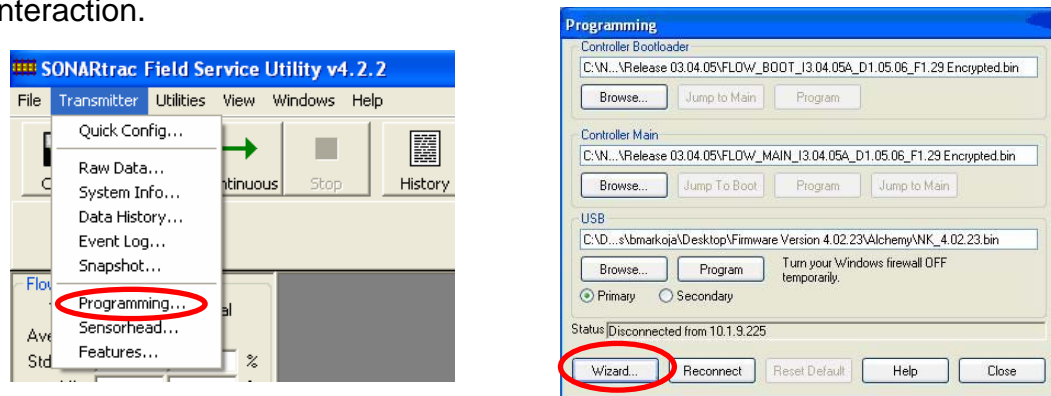 nteraction.
SONARtrac Field Service Utility v4.2.2
File Transmitter Utilities View Windows Help
Quick Config...
Raw Data...
System Info...
Data History...
Event Log...
Snapshot...
Programming...
Sensorhead...
Features...
C
ntinuous Stop History
Flo
al
Ave
Std %
Programming
Controller Bootloader
C:\N...\Release 03.04.05\FLOW_BOOT_I3.04.05A_D1.05.06_F1.29 Encrypted.bin
Browse... Jump to Main Program
Controller Main
C:\N...\Release 03.04.05\FLOW_MAIN_I3.04.05A_D1.05.06_F1.29 Encrypted.bin
Browse... Jump To Boot Program Jump to Main
USB
C:\D...s\bmarkoja\Desktop\Firmware Version 4.02.23\Alchemy\NK_4.02.23.bin
Browse... Program Turn your Windows firewall OFF
temporarily.
Primary Secondary
Status Disconnected from 10.1.9.225
Wizard... Reconnect Reset Default Help Close